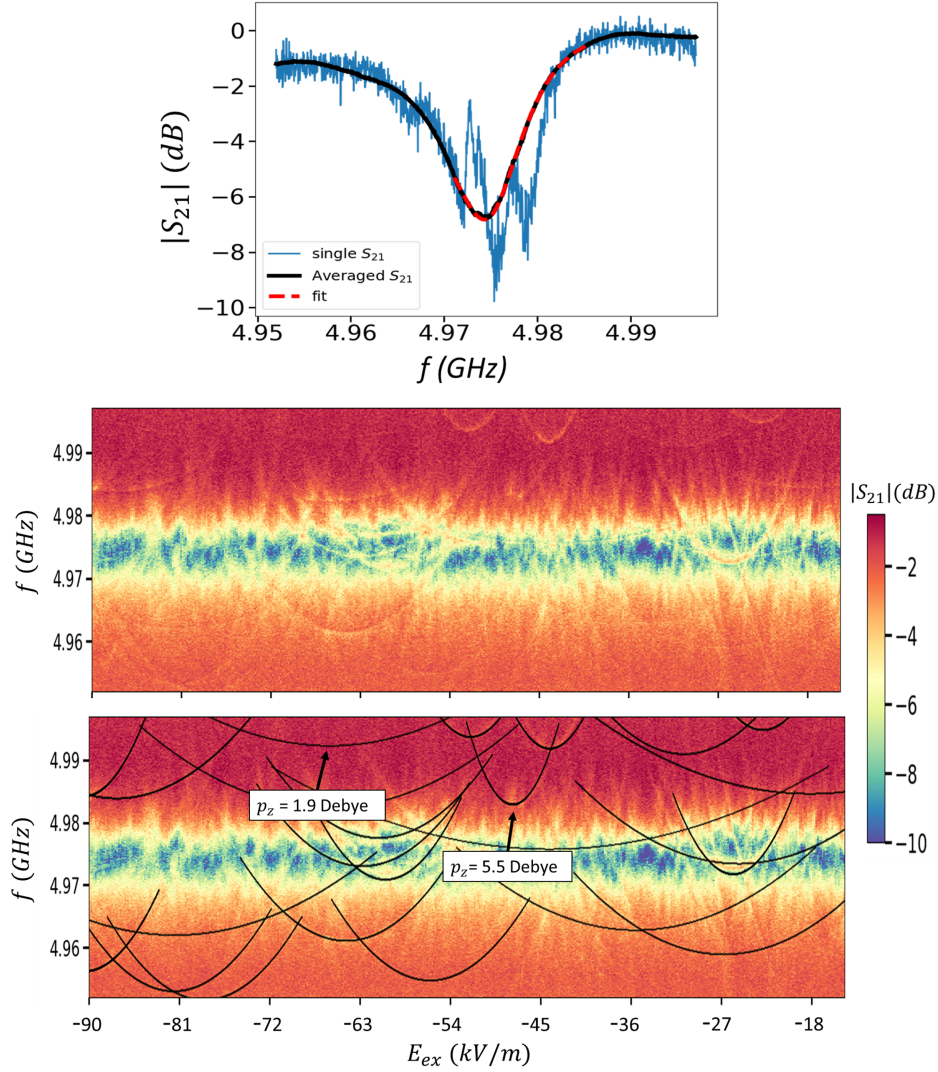 0
−2
−4
−6
−8
−10
|S21| (dB)
single S21
Averaged S21
fit
4.95 4.96 4.97 4.98 4.99
f (GHz)
4.99
4.98
4.97
4.96
f (GHz)
|S21|(dB)
−2
−4
−6
−8
−10
4.99
4.98
4.97
4.96
f (GHz)
pz = 1.9 Debye
pz = 5.5 Debye
−90 −81 −72 −63 −54 −45 −36 −27 −18
Eex (kV/m)